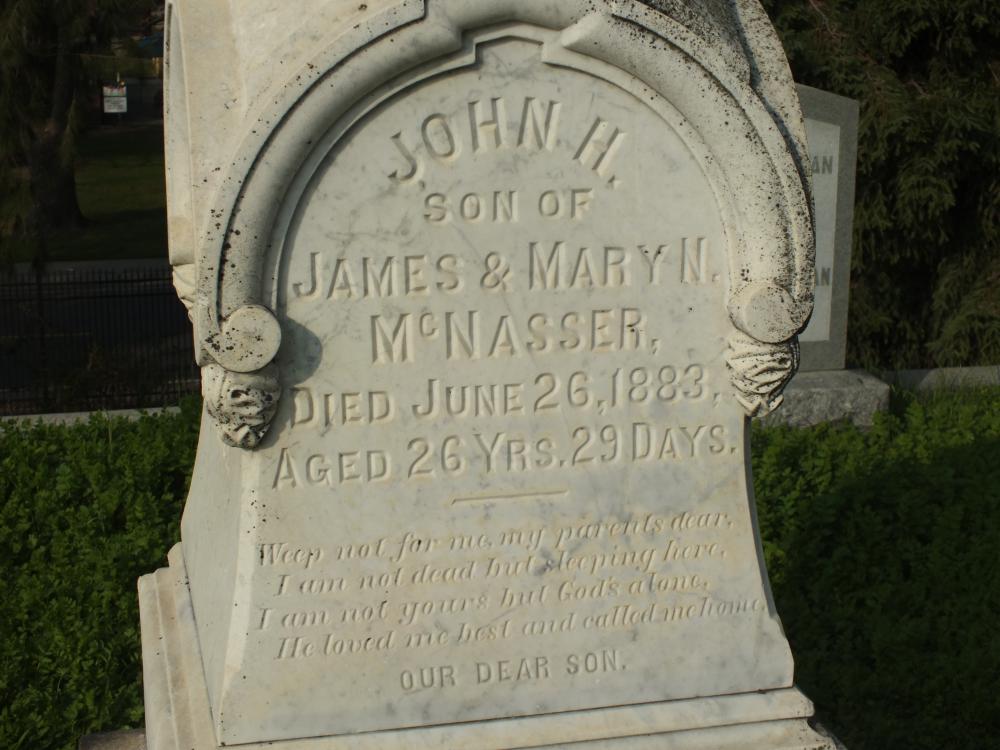 JOHN H.
SON OF
JAMES & MARY N.
McNASSER,
DIED JUNE 26, 1883,
AGED 26 YRS. 29 DAYS.
Weep not for me, my parents dear,
I am not dead but sleeping here,
I am not yours but God's alone,
He loved me best and called me home.
OUR DEAR SON.
AN
AN